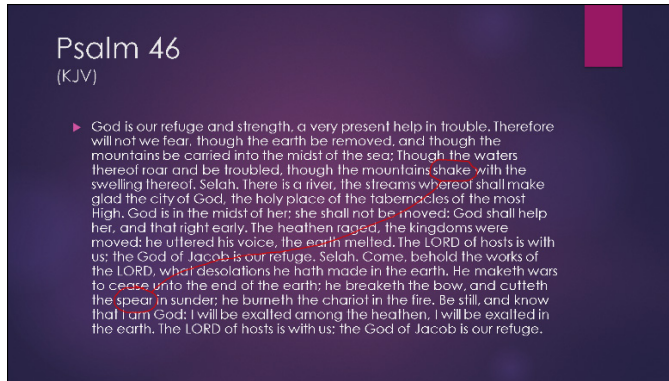 Psalm 46
(KJV)
God is our refuge and strength, a very present help in trouble. Therefore
will not we fear, though the earth be removed, and though the
mountains be carried into the midst of the sea; Though the waters
thereof roar and be troubled, though the mountains shake with the
swelling thereof. Selah. There is a river, the streams whereof shall make
glad the city of God, the holy place of the tabernacles of the most
High. God is in the midst of her; she shall not be moved: God shall help
her, and that right early. The heathen raged, the kingdoms were
moved: he uttered his voice, the earth melted. The LORD of hosts is with
us; the God of Jacob is our refuge. Selah. Come, behold the works of
the LORD, what desolations he hath made in the earth. He maketh wars
to cease unto the end of the earth; he breaketh the bow, and cutteth
the spear in sunder; he burneth the chariot in the fire. Be still, and know
that I am God: I will be exalted among the heathen, I will be exalted in
the earth. The LORD of hosts is with us; the God of Jacob is our refuge.